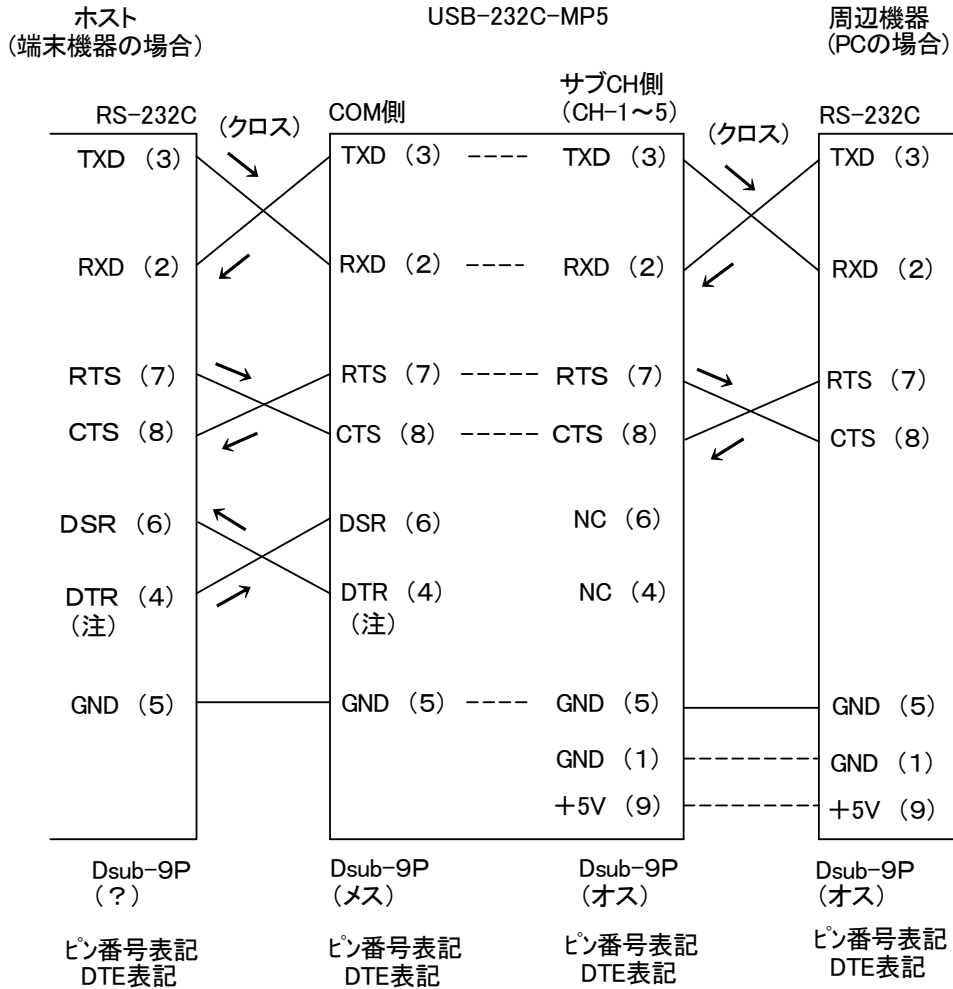 ホスト
（端末機器の場合）
USB-232C-MP5
周辺機器
（PCの場合）
RS-232C
（クロス）
COM側
サブCH側
（CH-1～5）
（クロス）
RS-232C
TXD （3）
TXD （3） ---- TXD （3）
TXD （3）
RXD （2）
RXD （2） ---- RXD （2）
RXD （2）
RTS （7）
RTS （7） ----- RTS （7）
RTS （7）
CTS （8）
CTS （8） ----- CTS （8）
CTS （8）
DSR （6）
DSR （6）
NC （6）
DTR （4）
（注）
DTR （4）
（注）
NC （4）
GND （5）
GND （5） ---- GND （5）
GND （5）
GND （1）
GND （1）
＋5V （9）
＋5V （9）
Dsub-9P
（？）
Dsub-9P
（メス）
Dsub-9P
（オス）
Dsub-9P
（オス）
ピン番号表記
DTE表記
ピン番号表記
DTE表記
ピン番号表記
DTE表記
ピン番号表記
DTE表記